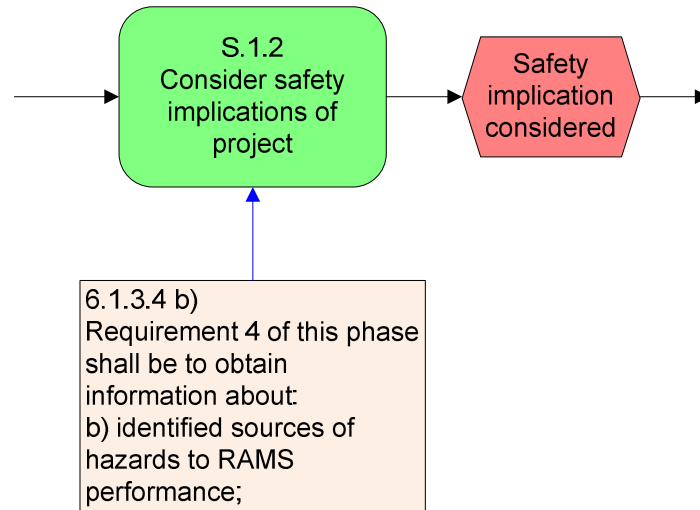 S.1.2
Consider safety
implications of
project
Safety
implication
considered
6.1.3.4 b)
Requirement 4 of this phase
shall be to obtain
information about:
b) identified sources of
hazards to RAMS
performance;